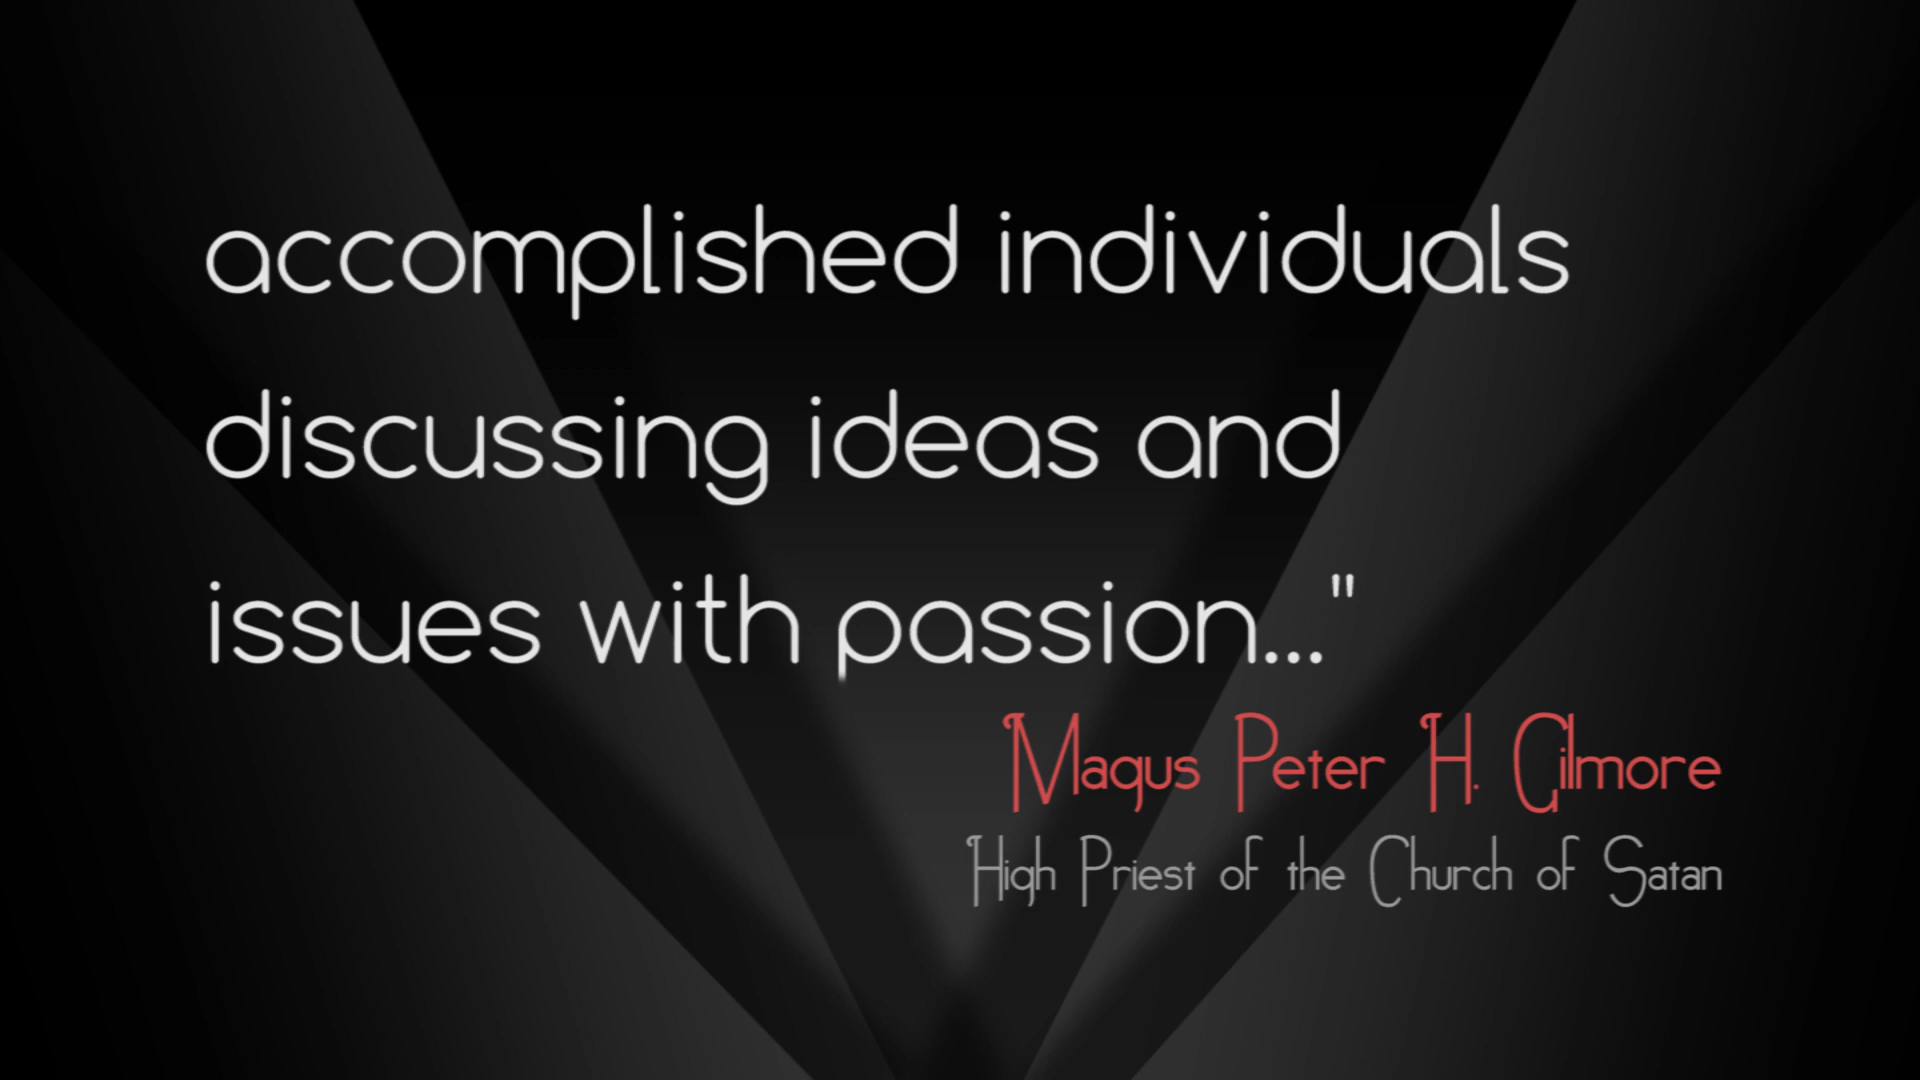 accomplished individuals
discussing ideas and
issues with passion..."
Magus Peter H. Gilmore
High Priest of the Church of Satan